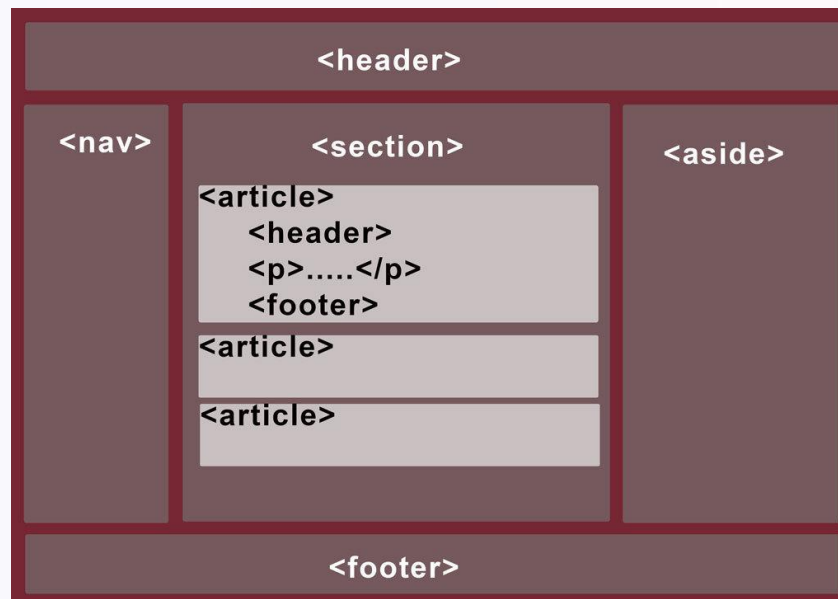 <header>
<nav>
<section>
<aside>
<article>
<header>
<p>.....</p>
<footer>
<article>
<article>
<footer>